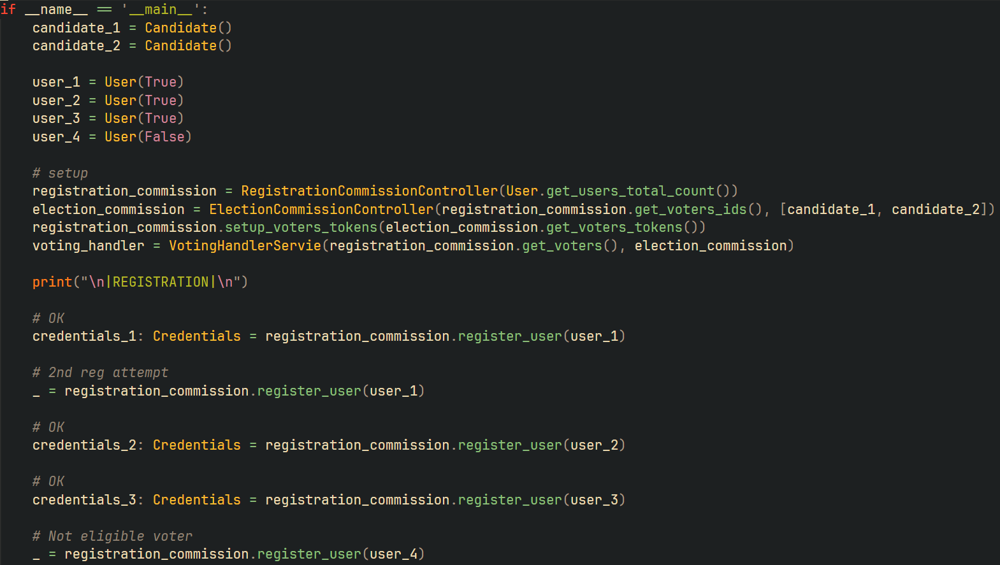 if __name__ == '__main__':
    candidate_1 = Candidate()
    candidate_2 = Candidate()

    user_1 = User(True)
    user_2 = User(True)
    user_3 = User(True)
    user_4 = User(False)

    # setup
    registration_commission = RegistrationCommissionController(User.get_users_total_count())
    election_commission = ElectionCommissionController(registration_commission.get_voters_ids(), [candidate_1, candidate_2])
    registration_commission.setup_voters_tokens(election_commission.get_voters_tokens())
    voting_handler = VotingHandlerServie(registration_commission.get_voters(), election_commission)

    print("\n|REGISTRATION|\n")

    # OK
    credentials_1: Credentials = registration_commission.register_user(user_1)

    # 2nd reg attempt
    _ = registration_commission.register_user(user_1)

    # OK
    credentials_2: Credentials = registration_commission.register_user(user_2)

    # OK
    credentials_3: Credentials = registration_commission.register_user(user_3)

    # Not eligible voter
    _ = registration_commission.register_user(user_4)